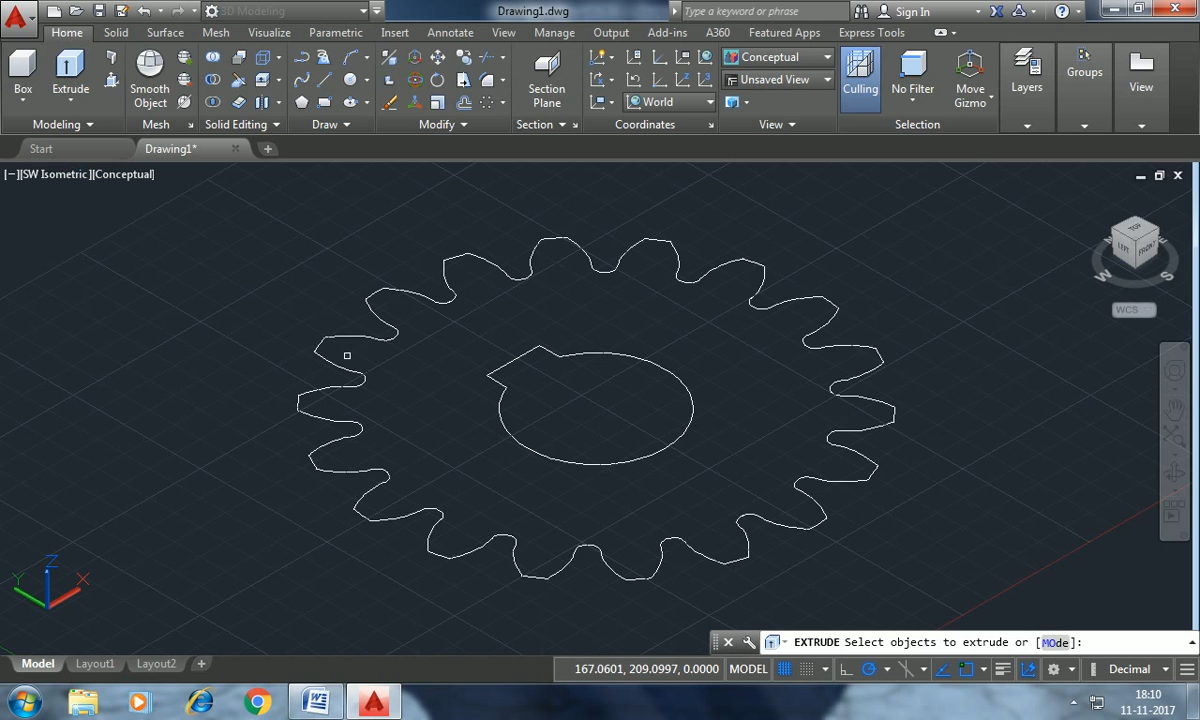 3D Modeling
Drawing1.dwg
Type a keyword or phrase
Sign In
Home Solid Surface Mesh Visualize Parametric Insert Annotate View Manage Output Add-ins A360 Featured Apps Express Tools
Box
Extrude
Smooth Object
Section Plane
World
Conceptual
Unsaved View
Culling
No Filter
Move Gizmo
Layers
Groups
View
Modeling Mesh Solid Editing Draw Modify Section Coordinates View Selection
Start Drawing1* +
[−][SW Isometric][Conceptual]
TOP
LEFT FRONT
W S
WCS
Z
Y X
EXTRUDE Select objects to extrude or [MOde]:
Model Layout1 Layout2 +
167.0601, 209.0997, 0.0000 MODEL Decimal
18:10
11-11-2017